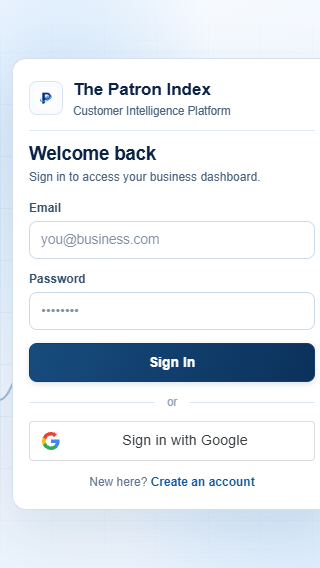 The Patron Index
Customer Intelligence Platform
Welcome back
Sign in to access your business dashboard.
Email
you@business.com
Password
••••••••
Sign In
or
Sign in with Google
New here? Create an account